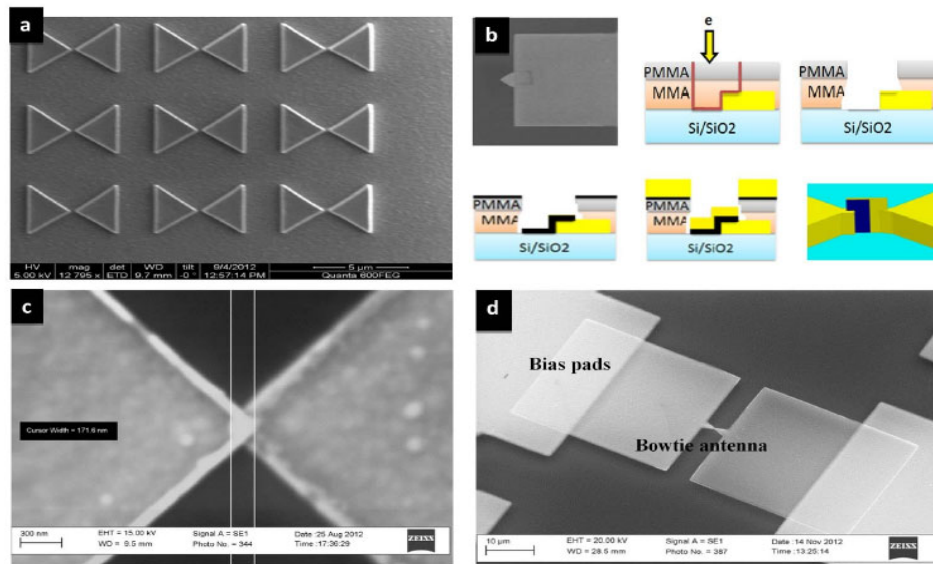 a
HV mag det WD tilt 9/4/2012 5 µm
5.00 kV 12 795 x ETD 9.7 mm -0 ° 12:57:14 PM Quanta 600FEG
b
e
PMMA
MMA
Si/SiO2
PMMA
MMA
Si/SiO2
PMMA
MMA
Si/SiO2
PMMA
MMA
Si/SiO2
c
Cursor Width = 171.6 nm
300 nm EHT = 15.00 kV Signal A = SE1 Date :25 Aug 2012
WD = 9.5 mm Photo No. = 344 Time :17:36:29
ZEISS
d
Bias pads
Bowtie antenna
10 µm EHT = 20.00 kV Signal A = SE1 Date :14 Nov 2012
WD = 28.5 mm Photo No. = 387 Time :13:25:14
ZEISS